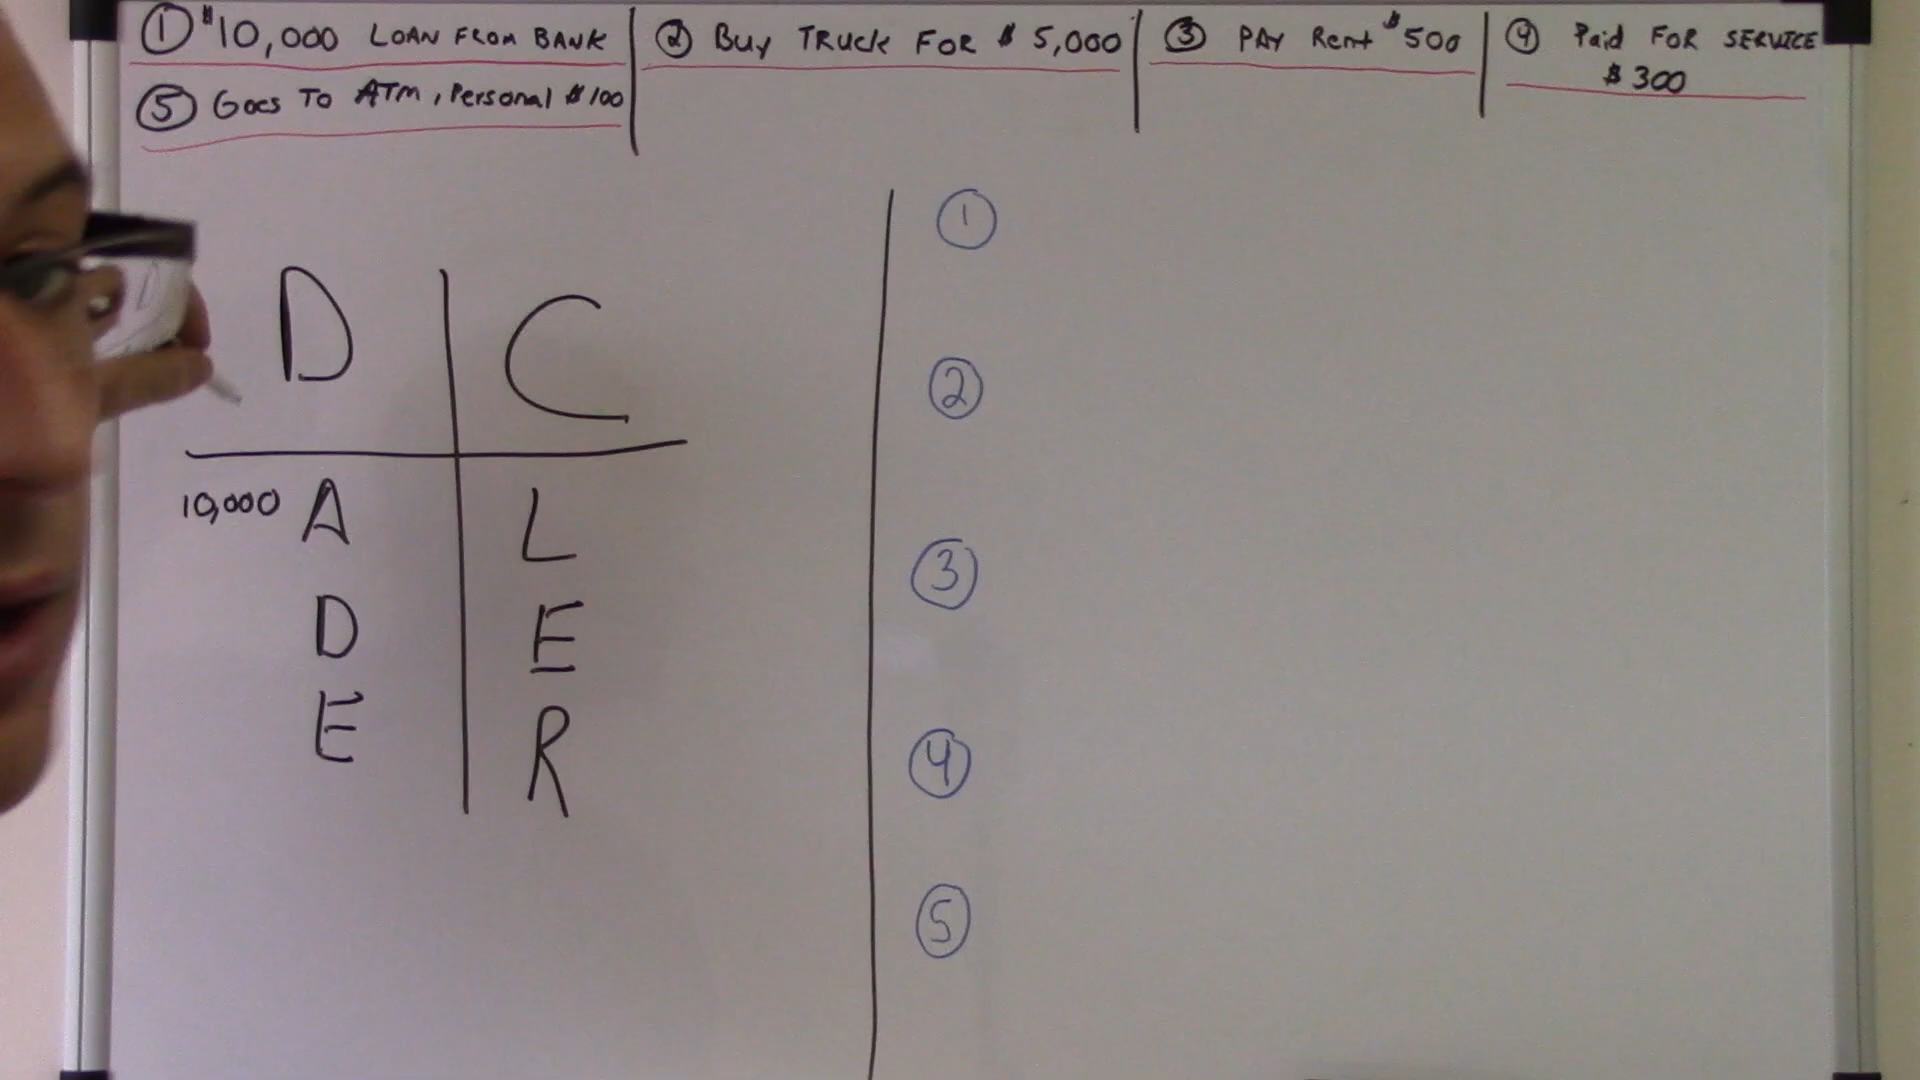 ① $10,000 LOAN FROM BANK
② Buy TRUCK FOR $ 5,000
③ PAY Rent $500
④ Paid FOR SERVICE
$ 300
⑤ Goes To ATM, Personal $100
D C
10,000 A L
D E
E R
①
②
③
④
⑤